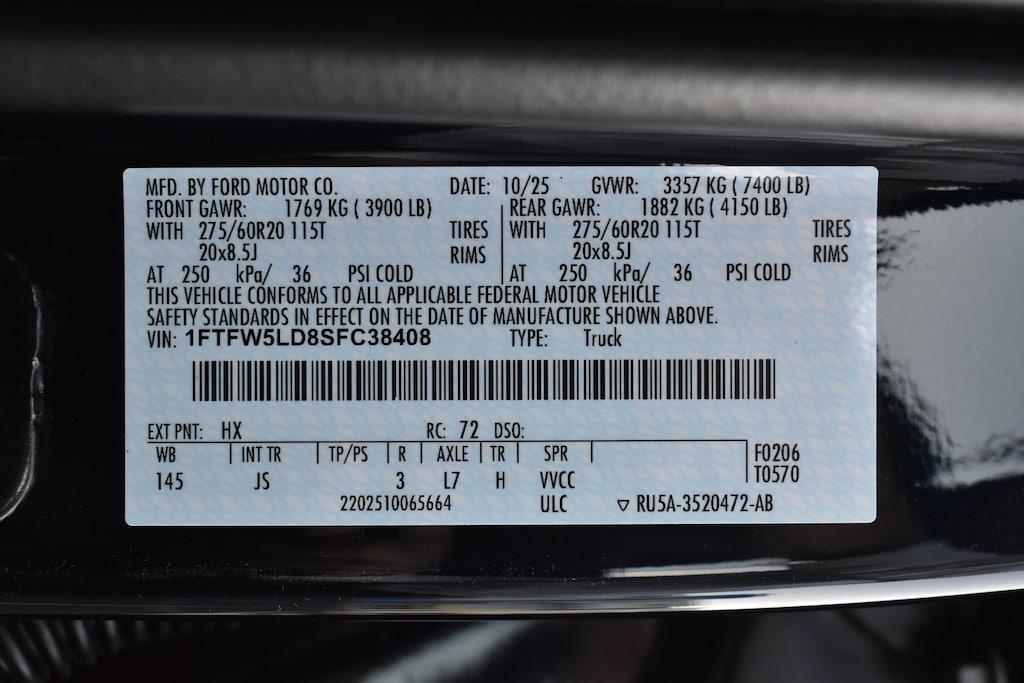 MFD. BY FORD MOTOR CO. DATE: 10/25 GVWR: 3357 KG ( 7400 LB)
FRONT GAWR: 1769 KG ( 3900 LB) REAR GAWR: 1882 KG ( 4150 LB)
WITH 275/60R20 115T TIRES WITH 275/60R20 115T TIRES
20x8.5J RIMS 20x8.5J RIMS
AT 250 kPa/ 36 PSI COLD AT 250 kPa/ 36 PSI COLD
THIS VEHICLE CONFORMS TO ALL APPLICABLE FEDERAL MOTOR VEHICLE
SAFETY STANDARDS IN EFFECT ON THE DATE OF MANUFACTURE SHOWN ABOVE.
VIN: 1FTFW5LD8SFC38408 TYPE: Truck
EXT PNT: HX RC: 72 DSO:
WB INT TR TP/PS R AXLE TR SPR F0206
145 JS 3 L7 H VVCC T0570
2202510065664 ULC ▽ RU5A-3520472-AB